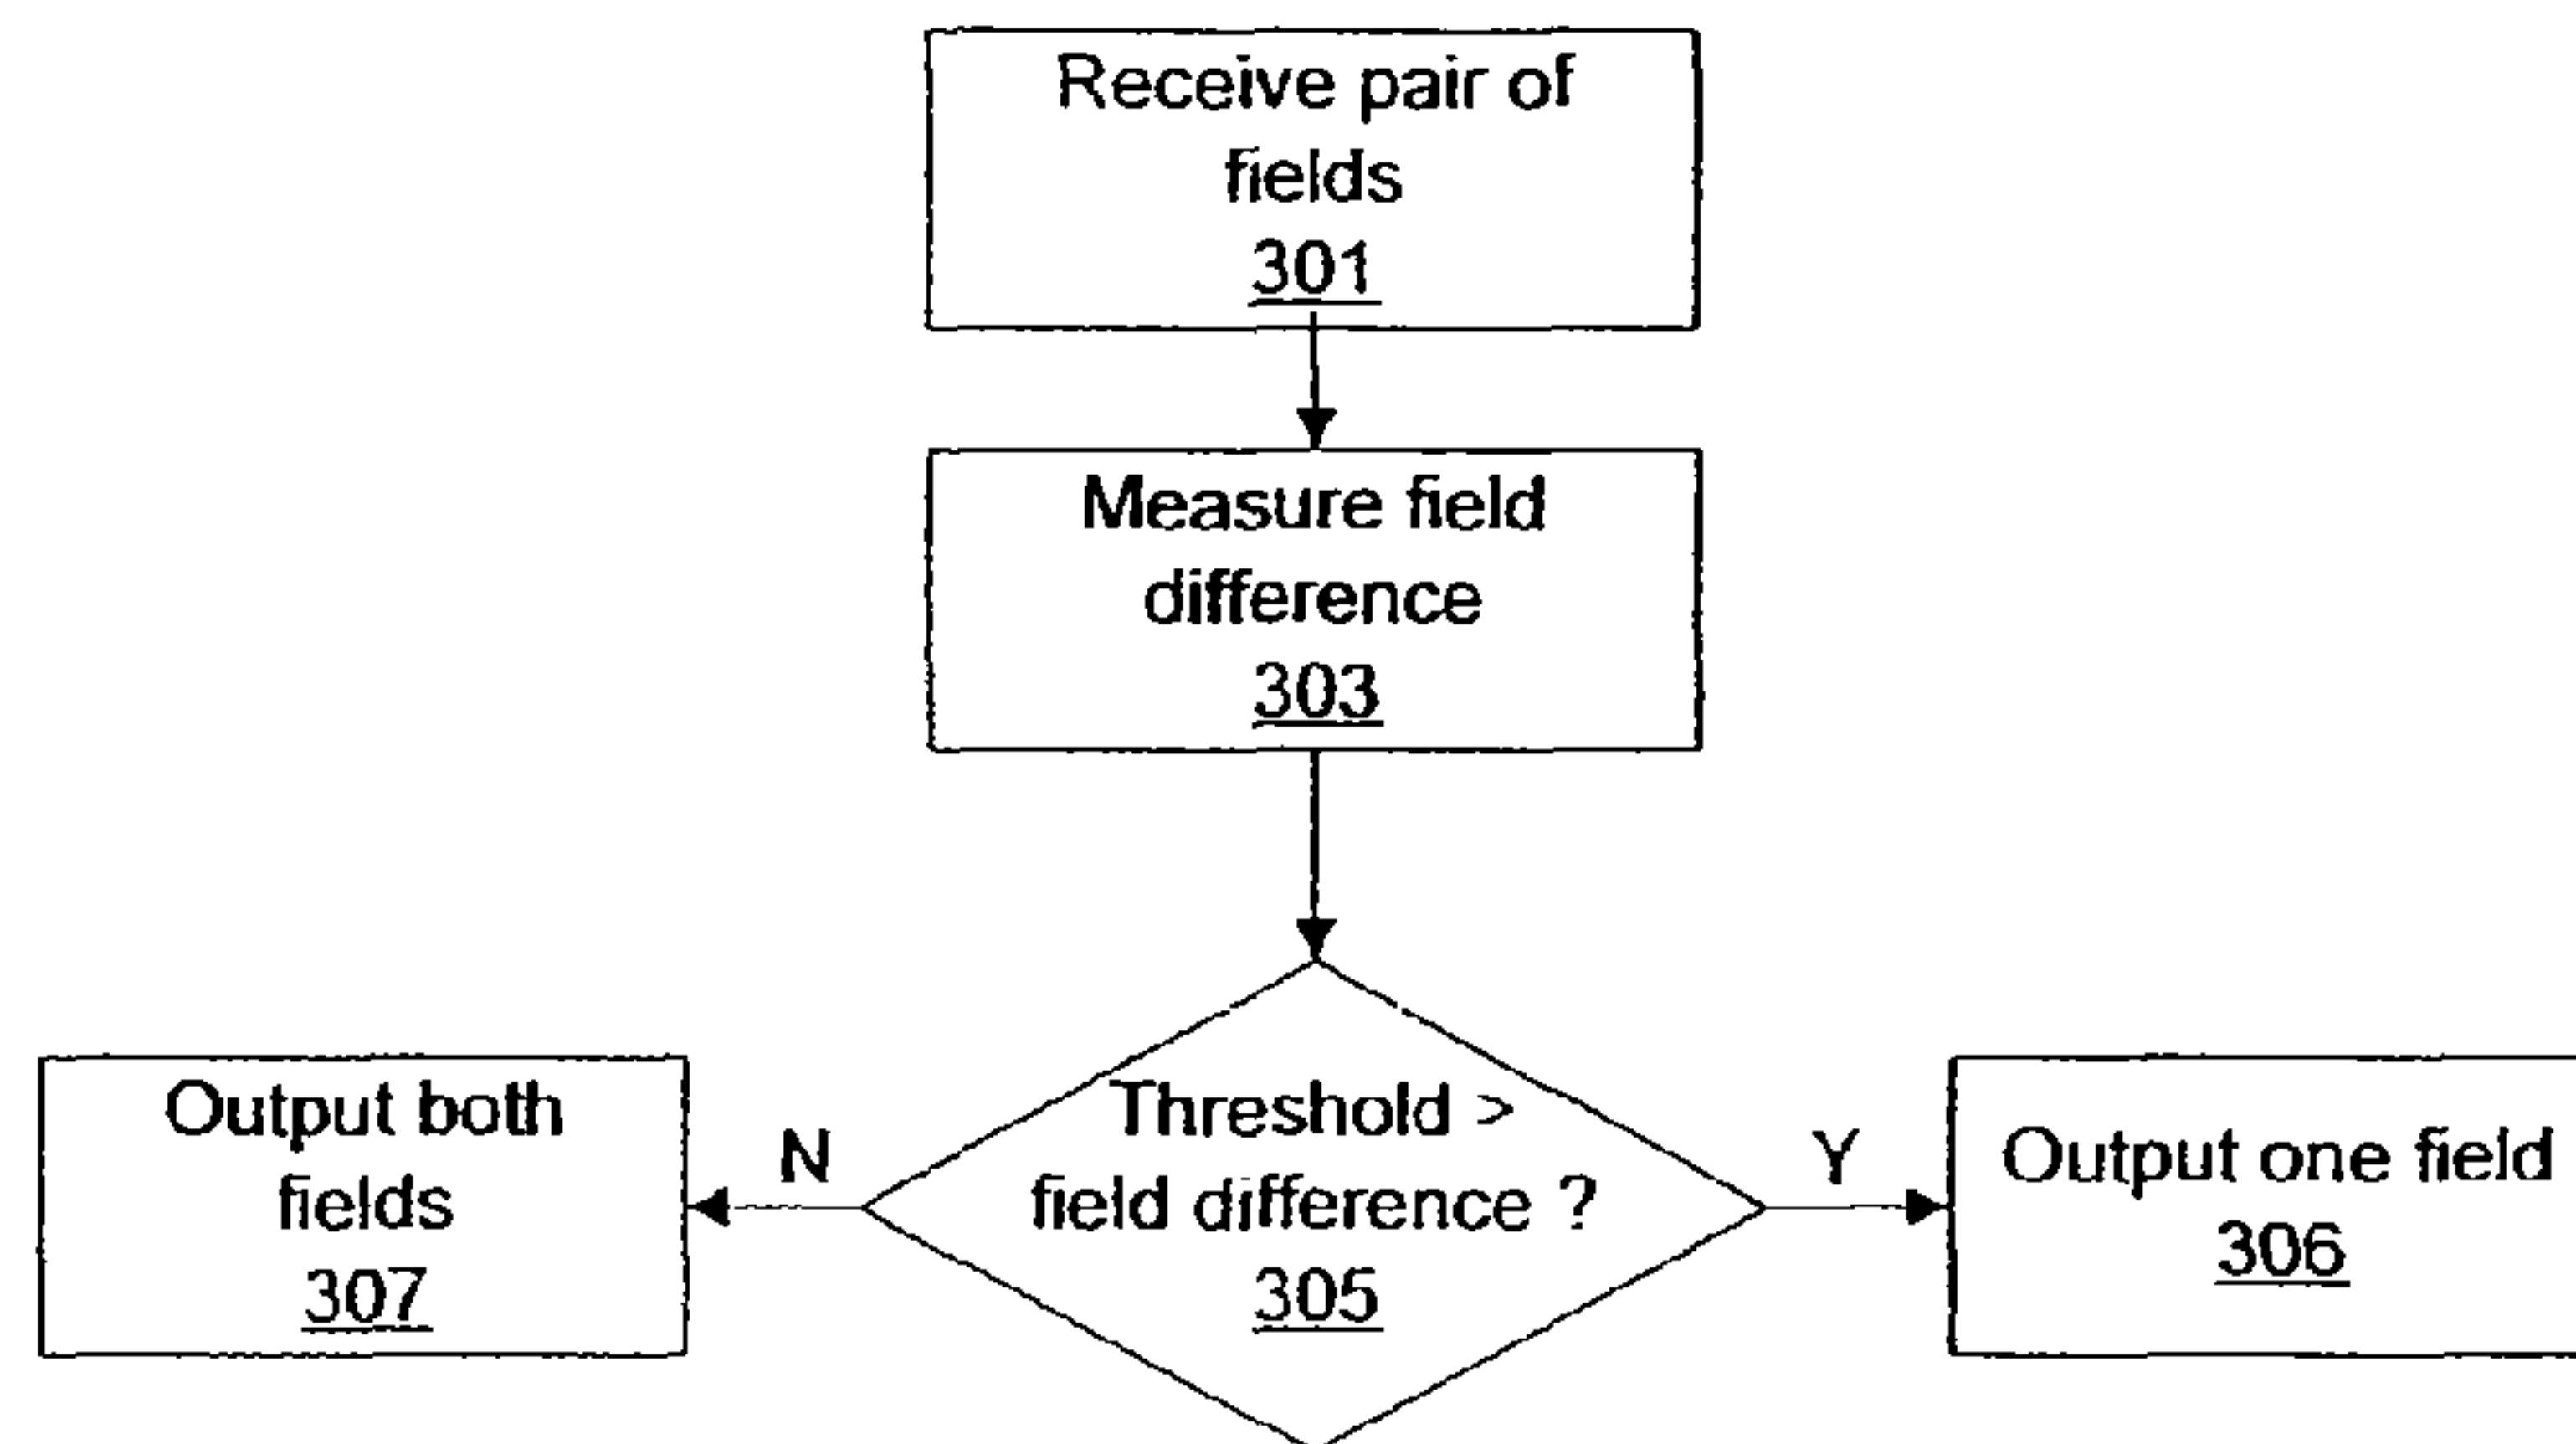 Receive pair of
fields
301
Measure field
difference
303
Threshold >
field difference ?
305
N
Output both
fields
307
Y
Output one field
306